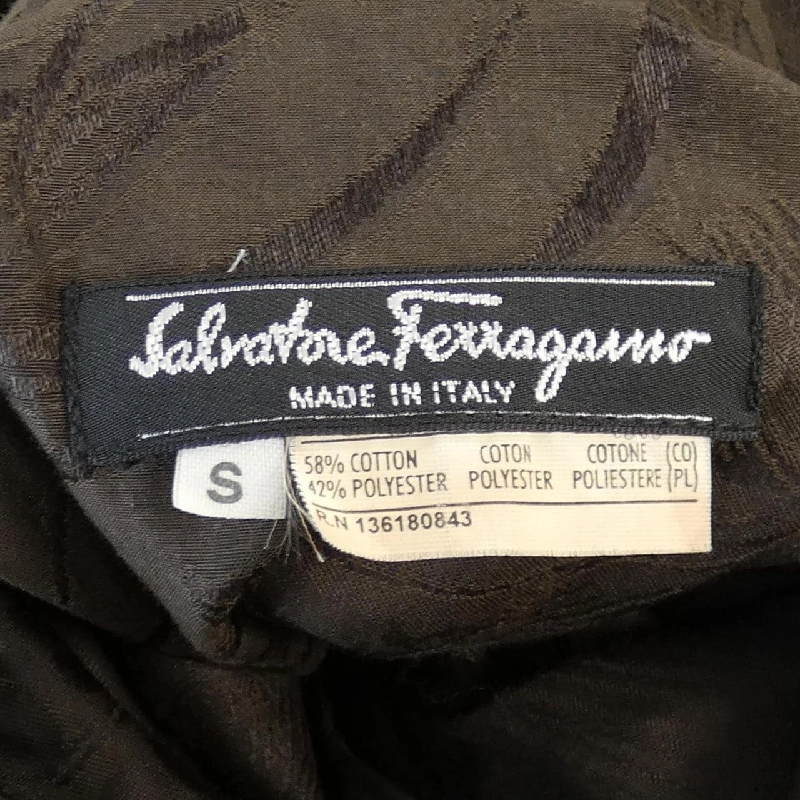 Salvatore Ferragamo
MADE IN ITALY
S
58% COTTON COTON COTONE (CO)
42% POLYESTER POLYESTER POLIESTERE (PL)
R.N 136180843